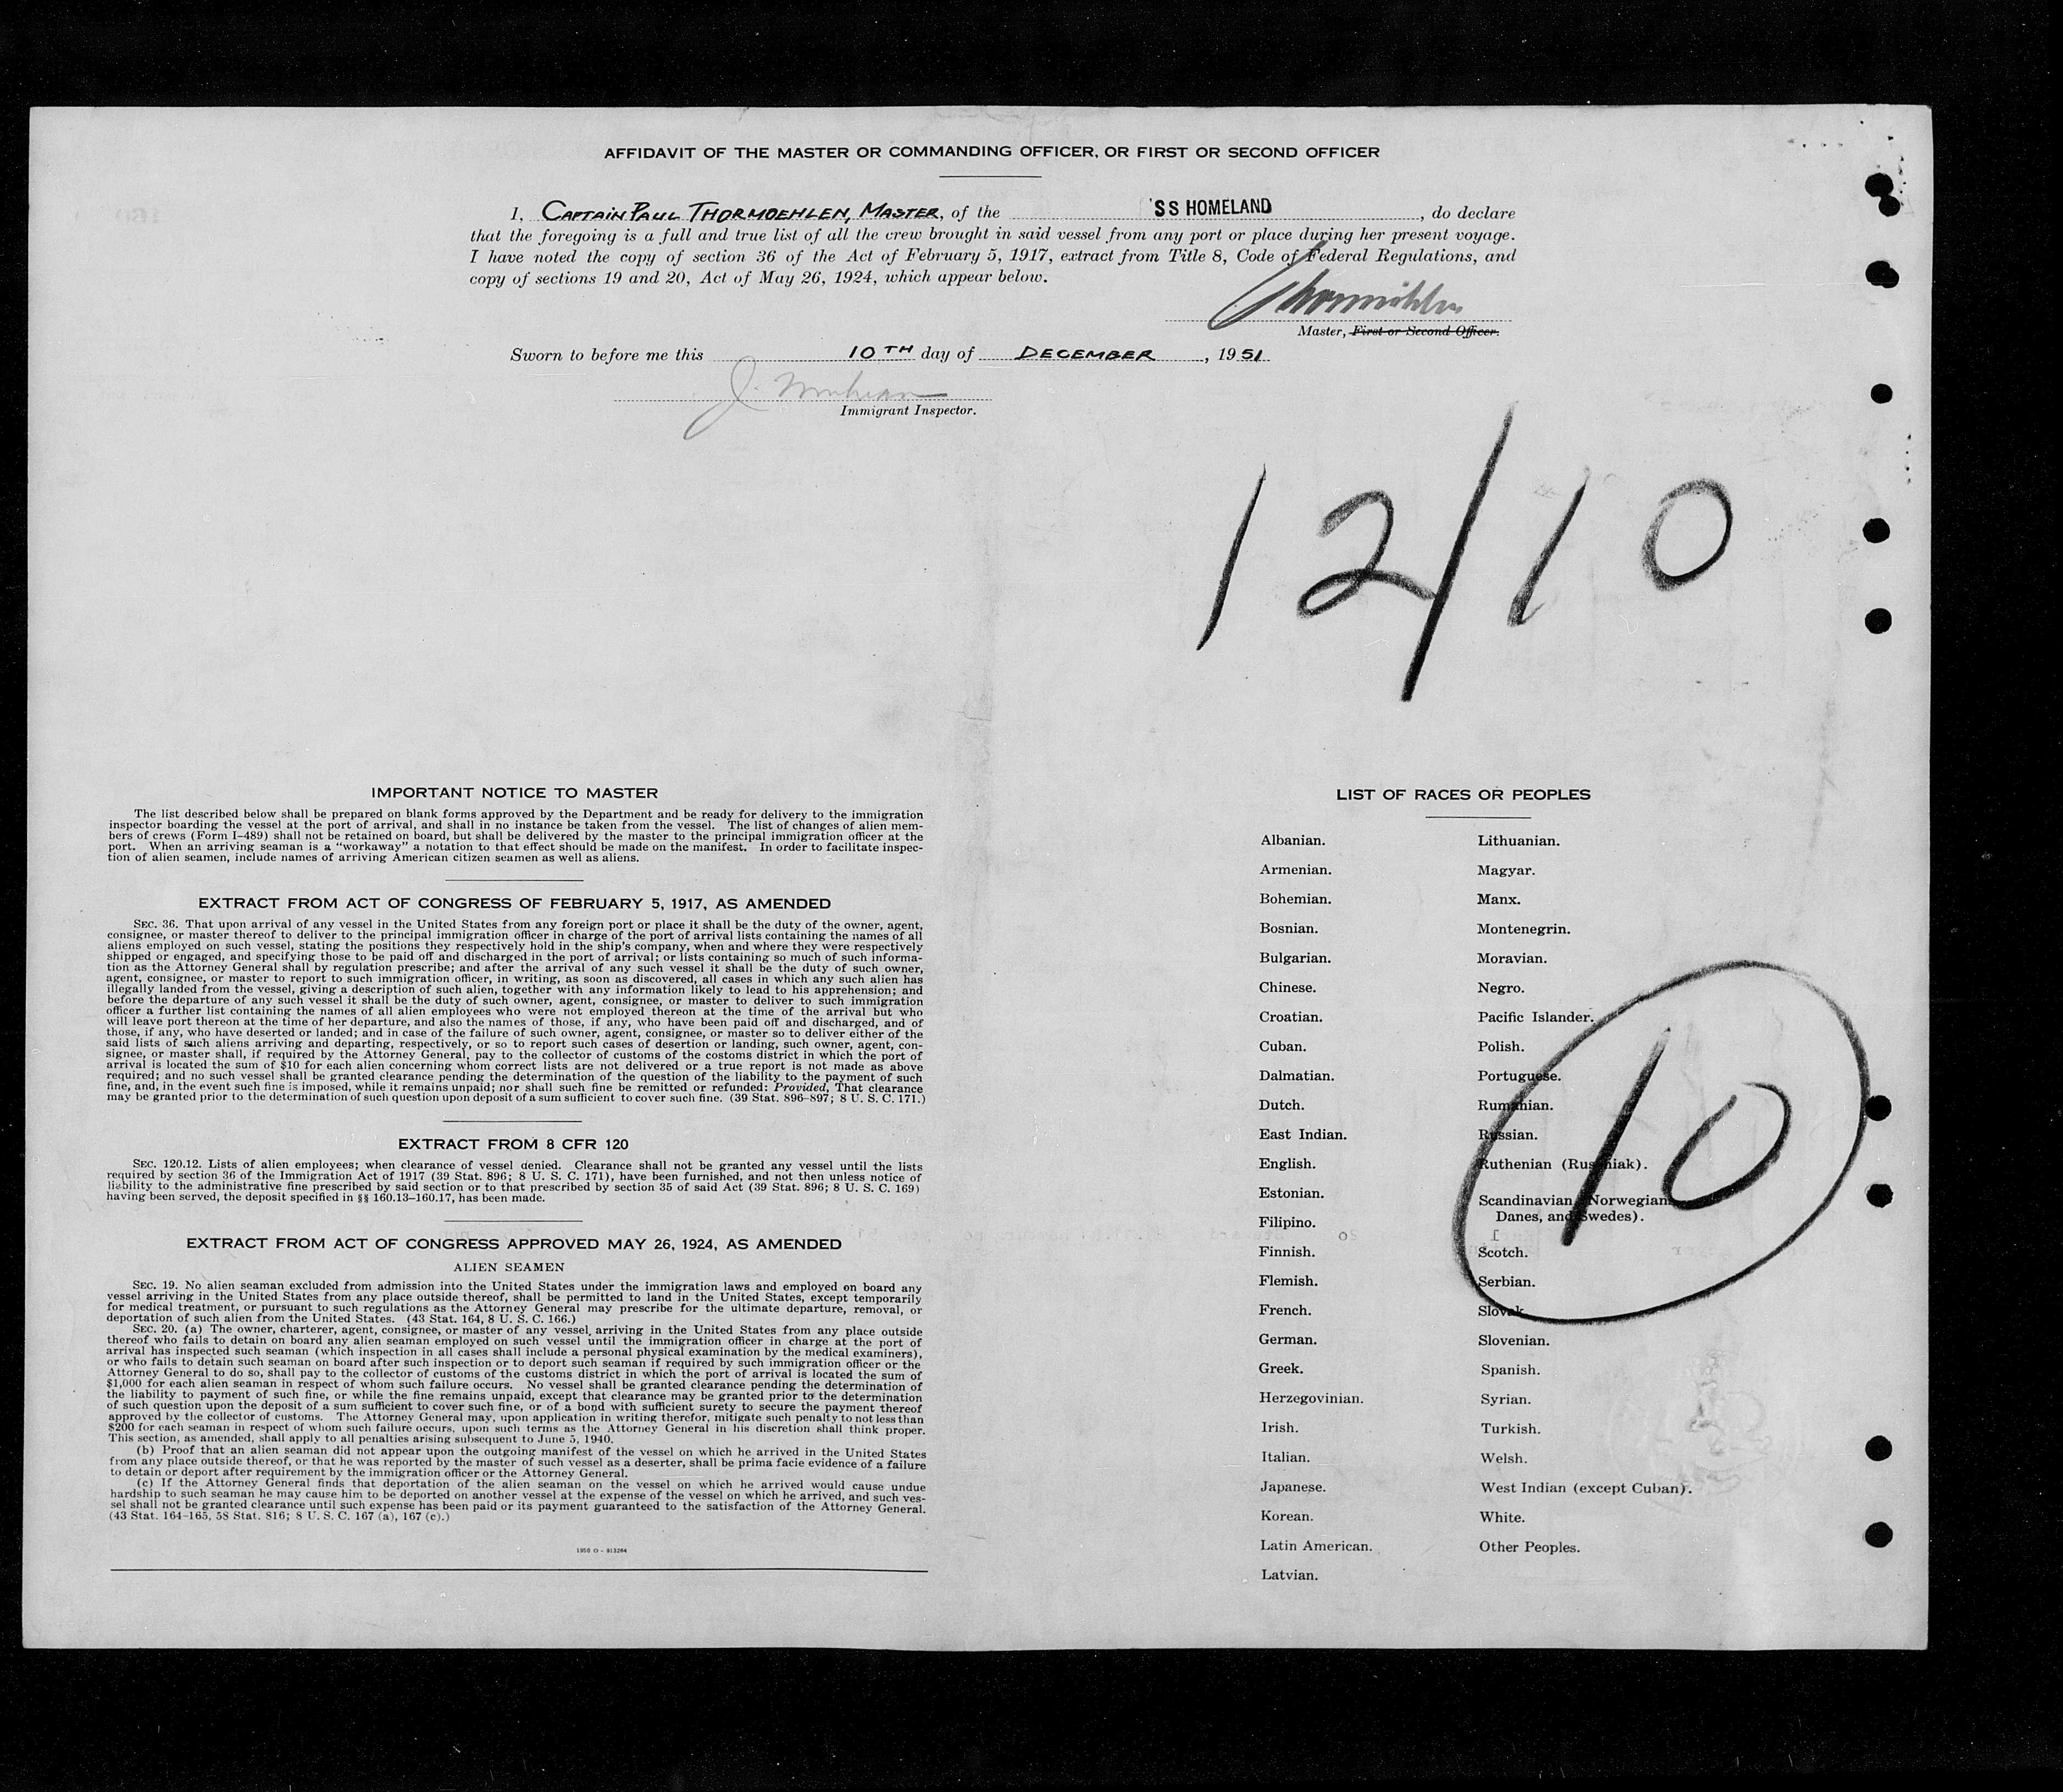 AFFIDAVIT OF THE MASTER OR COMMANDING OFFICER, OR FIRST OR SECOND OFFICER
I, CAPTAIN PAUL THORMOEHLEN, MASTER, of the SS HOMELAND, do declare
that the foregoing is a full and true list of all the crew brought in said vessel from any port or place during her present voyage.
I have noted the copy of section 36 of the Act of February 5, 1917, extract from Title 8, Code of Federal Regulations, and
copy of sections 19 and 20, Act of May 26, 1924, which appear below.
Thormöhlen
Master, First or Second Officer.
Sworn to before me this 10TH day of DECEMBER, 1951
J.
Immigrant Inspector.
12/10
IMPORTANT NOTICE TO MASTER
The list described below shall be prepared on blank forms approved by the Department and be ready for delivery to the immigration
inspector boarding the vessel at the port of arrival, and shall in no instance be taken from the vessel. The list of changes of alien mem-
bers of crews (Form I-489) shall not be retained on board, but shall be delivered by the master to the principal immigration officer at the
port. When an arriving seaman is a "workaway" a notation to that effect should be made on the manifest. In order to facilitate inspec-
tion of alien seamen, include names of arriving American citizen seamen as well as aliens.
EXTRACT FROM ACT OF CONGRESS OF FEBRUARY 5, 1917, AS AMENDED
SEC. 36. That upon arrival of any vessel in the United States from any foreign port or place it shall be the duty of the owner, agent,
consignee, or master thereof to deliver to the principal immigration officer in charge of the port of arrival lists containing the names of all
aliens employed on such vessel, stating the positions they respectively hold in the ship's company, when and where they were respectively
shipped or engaged, and specifying those to be paid off and discharged in the port of arrival; or lists containing so much of such informa-
tion as the Attorney General shall by regulation prescribe; and after the arrival of any such vessel it shall be the duty of such owner,
agent, consignee, or master to report to such immigration officer, in writing, as soon as discovered, all cases in which any such alien has
illegally landed from the vessel, giving a description of such alien, together with any information likely to lead to his apprehension; and
before the departure of any such vessel it shall be the duty of such owner, agent, consignee, or master to deliver to such immigration
officer a further list containing the names of all alien employees who were not employed thereon at the time of the arrival but who
will leave port thereon at the time of her departure, and also the names of those, if any, who have been paid off and discharged, and of
those, if any, who have deserted or landed; and in case of the failure of such owner, agent, consignee, or master so to deliver either of the
said lists of such aliens arriving and departing, respectively, or so to report such cases of desertion or landing, such owner, agent, con-
signee, or master shall, if required by the Attorney General, pay to the collector of customs of the costoms district in which the port of
arrival is located the sum of $10 for each alien concerning whom correct lists are not delivered or a true report is not made as above
required; and no such vessel shall be granted clearance pending the determination of the question of the liability to the payment of such
fine, and, in the event such fine is imposed, while it remains unpaid; nor shall such fine be remitted or refunded: Provided, That clearance
may be granted prior to the determination of such question upon deposit of a sum sufficient to cover such fine. (39 Stat. 896-897; 8 U. S. C. 171.)
EXTRACT FROM 8 CFR 120
SEC. 120.12. Lists of alien employees; when clearance of vessel denied. Clearance shall not be granted any vessel until the lists
required by section 36 of the Immigration Act of 1917 (39 Stat. 896; 8 U. S. C. 171), have been furnished, and not then unless notice of
liability to the administrative fine prescribed by said section or to that prescribed by section 35 of said Act (39 Stat. 896; 8 U. S. C. 169)
having been served, the deposit specified in §§ 160.13-160.17, has been made.
EXTRACT FROM ACT OF CONGRESS APPROVED MAY 26, 1924, AS AMENDED
ALIEN SEAMEN
SEC. 19. No alien seaman excluded from admission into the United States under the immigration laws and employed on board any
vessel arriving in the United States from any place outside thereof, shall be permitted to land in the United States, except temporarily
for medical treatment, or pursuant to such regulations as the Attorney General may prescribe for the ultimate departure, removal, or
deportation of such alien from the United States. (43 Stat. 164, 8 U. S. C. 166.)
SEC. 20. (a) The owner, charterer, agent, consignee, or master of any vessel arriving in the United States from any place outside
thereof who fails to detain on board any alien seaman employed on such vessel until the immigration officer in charge at the port of
arrival has inspected such seaman (which inspection in all cases shall include a personal physical examination by the medical examiners),
or who fails to detain such seaman on board after such inspection or to deport such seaman if required by such immigration officer or the
Attorney General to do so, shall pay to the collector of customs of the customs district in which the port of arrival is located the sum of
$1,000 for each alien seaman in respect of whom such failure occurs. No vessel shall be granted clearance pending the determination of
the liability to payment of such fine, or while the fine remains unpaid, except that clearance may be granted prior to the determination
of such question upon the deposit of a sum sufficient to cover such fine, or of a bond with sufficient surety to secure the payment thereof
approved by the collector of customs. The Attorney General may, upon application in writing therefor, mitigate such penalty to not less than
$200 for each seaman in respect of whom such failure occurs, upon such terms as the Attorney General in his discretion shall think proper.
This section, as amended, shall apply to all penalties arising subsequent to June 5, 1940.
(b) Proof that an alien seaman did not appear upon the outgoing manifest of the vessel on which he arrived in the United States
from any place outside thereof, or that he was reported by the master of such vessel as a deserter, shall be prima facie evidence of a failure
to detain or deport after requirement by the immigration officer or the Attorney General.
(c) If the Attorney General finds that deportation of the alien seaman on the vessel on which he arrived would cause undue
hardship to such seaman he may cause him to be deported on another vessel at the expense of the vessel on which he arrived, and such ves-
sel shall not be granted clearance until such expense has been paid or its payment guaranteed to the satisfaction of the Attorney General.
(43 Stat. 164-165, 58 Stat. 816; 8 U. S. C. 167 (a), 167 (c).)
LIST OF RACES OR PEOPLES
Albanian.
Armenian.
Bohemian.
Bosnian.
Bulgarian.
Chinese.
Croatian.
Cuban.
Dalmatian.
Dutch.
East Indian.
English.
Estonian.
Filipino.
Finnish.
Flemish.
French.
German.
Greek.
Herzegovinian.
Irish.
Italian.
Japanese.
Korean.
Latin American.
Latvian.
Lithuanian.
Magyar.
Manx.
Montenegrin.
Moravian.
Negro.
Pacific Islander.
Polish.
Portuguese.
Rumanian.
Russian.
Ruthenian (Russniak).
Scandinavian (Norwegians,
Danes, and Swedes).
Scotch.
Serbian.
Slovak.
Slovenian.
Spanish.
Syrian.
Turkish.
Welsh.
West Indian (except Cuban).
White.
Other Peoples.
10